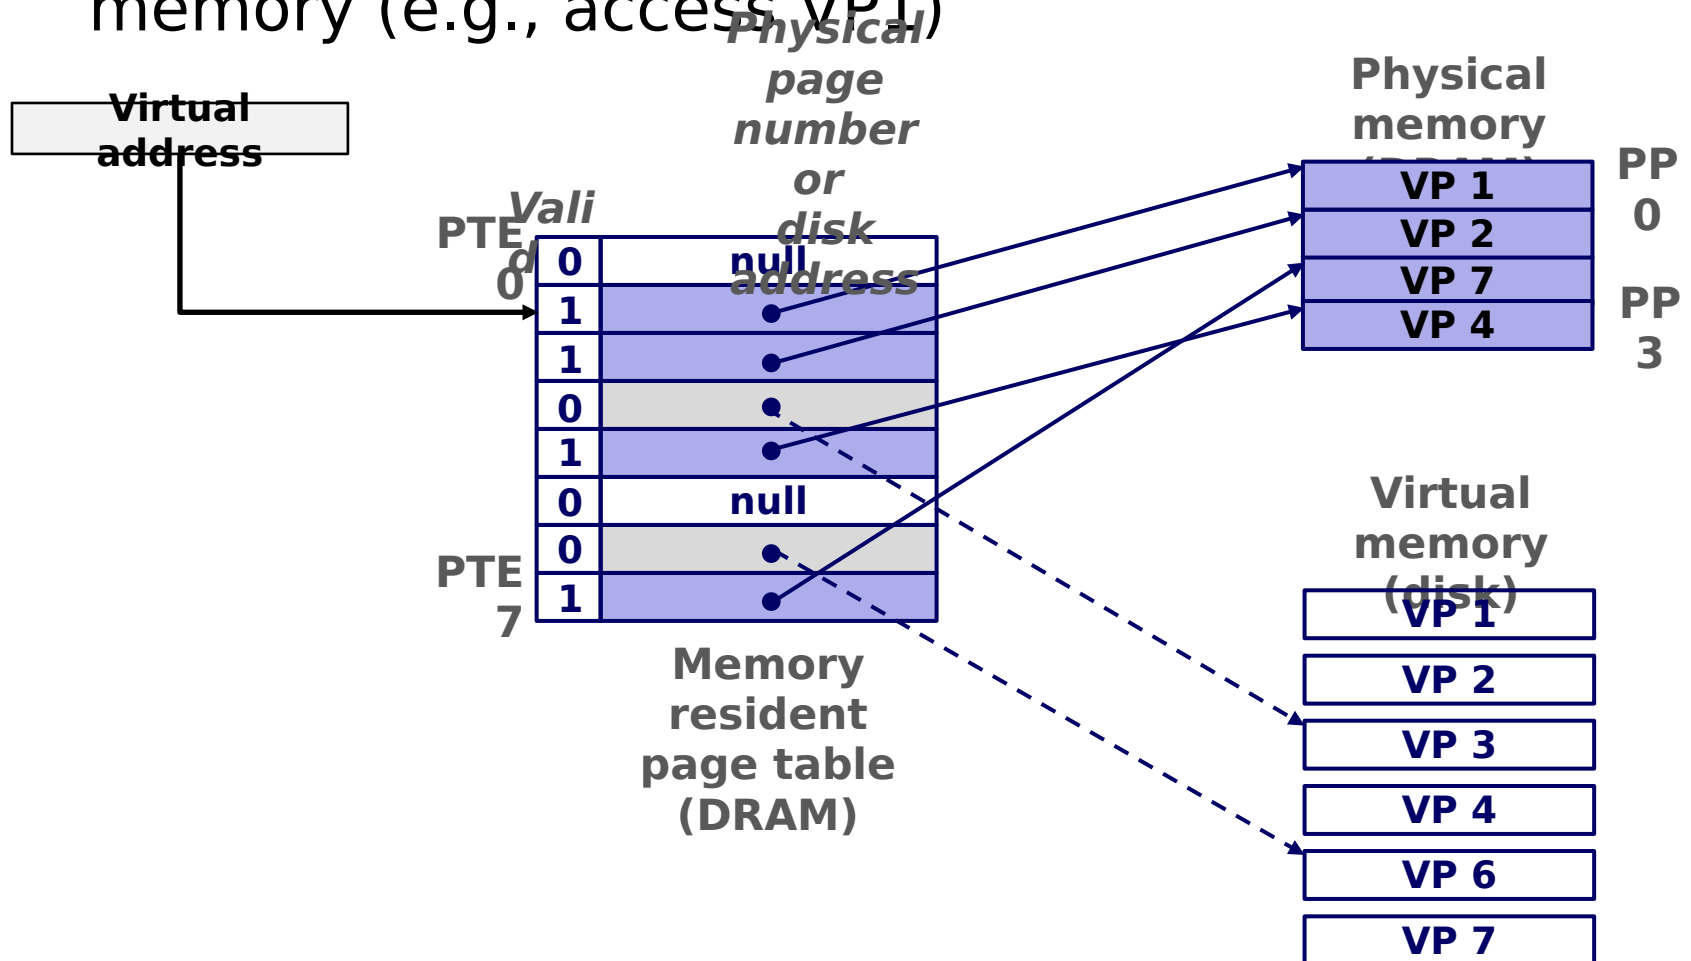 memory (e.g., access VP1)
Virtual
address
Physical
page
number
or
disk
address
Vali
d
PTE
0
0
null
1
1
0
1
0
null
0
PTE
7
1
Memory
resident
page table
(DRAM)
Physical
memory
(DRAM)
VP 1
PP
0
VP 2
VP 7
VP 4
PP
3
Virtual
memory
(disk)
VP 1
VP 2
VP 3
VP 4
VP 6
VP 7